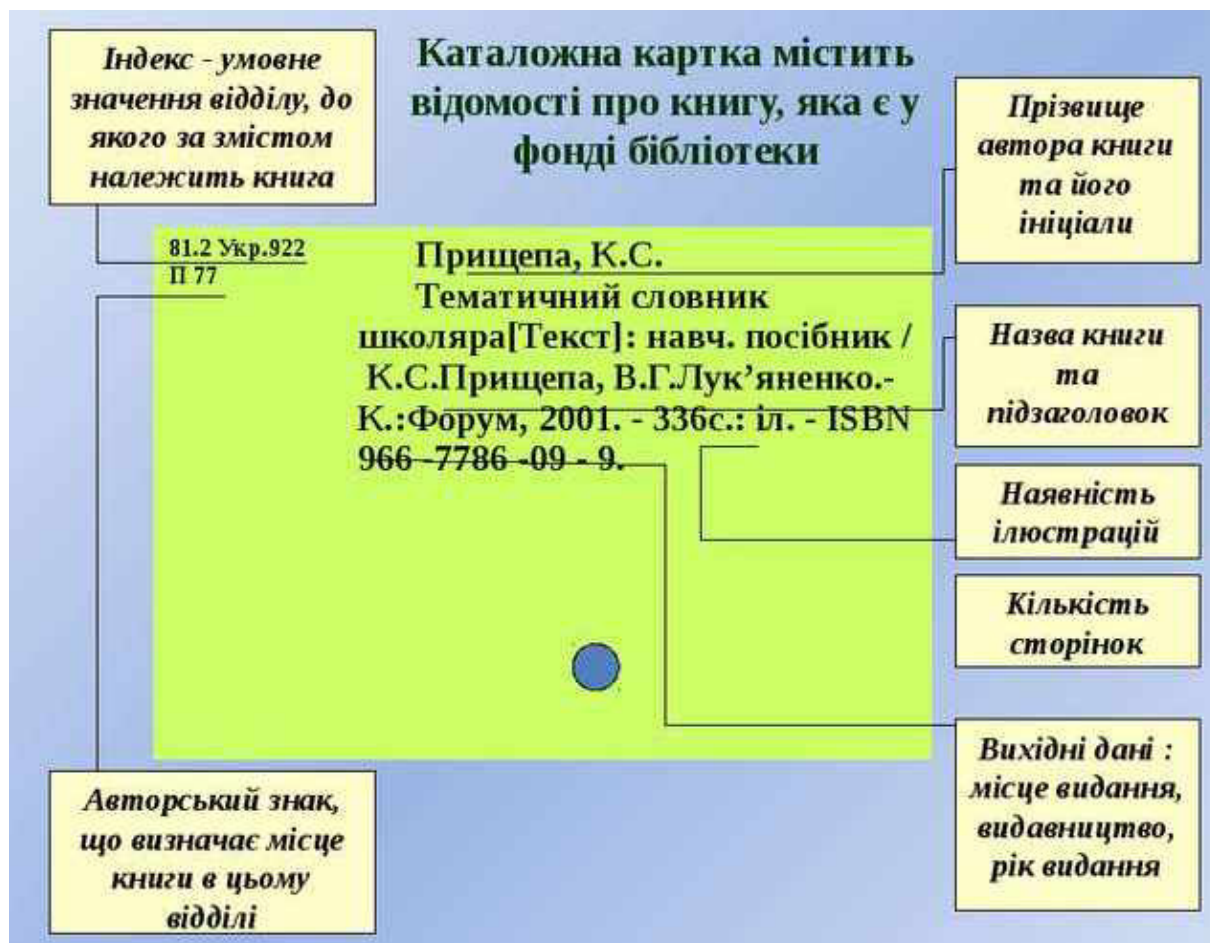 Індекс - умовне
значення відділу, до
якого за змістом
належить книга
Каталожна картка містить
відомості про книгу, яка є у
фонді бібліотеки
Прізвище
автора книги
та його
ініціали
81.2 Укр.922
П 77
Прищепа, К.С.
Тематичний словник
школяра[Текст]: навч. посібник /
К.С.Прищепа, В.Г.Лук’яненко.-
К.:Форум, 2001. - 336с.: іл. - ISBN
966 -7786 -09 - 9.
Назва книги
та
підзаголовок
Наявність
ілюстрацій
Кількість
сторінок
Вихідні дані :
місце видання,
видавництво,
рік видання
Авторський знак,
що визначає місце
книги в цьому
відділі